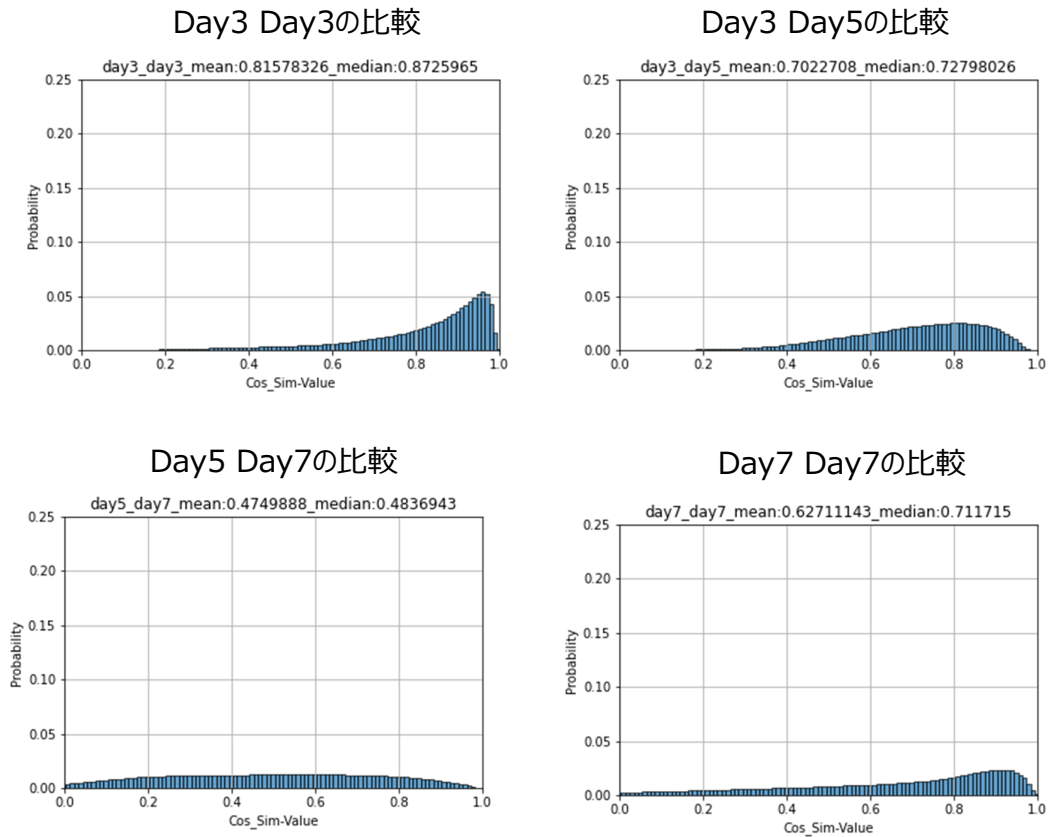 Day3 Day3の比較
day3_day3_mean:0.81578326_median:0.8725965
0.25
0.20
0.15
0.10
0.05
0.00
Probability
0.0 0.2 0.4 0.6 0.8 1.0
Cos_Sim-Value
Day3 Day5の比較
day3_day5_mean:0.7022708_median:0.72798026
0.25
0.20
0.15
0.10
0.05
0.00
Probability
0.0 0.2 0.4 0.6 0.8 1.0
Cos_Sim-Value
Day5 Day7の比較
day5_day7_mean:0.4749888_median:0.4836943
0.25
0.20
0.15
0.10
0.05
0.00
Probability
0.0 0.2 0.4 0.6 0.8 1.0
Cos_Sim-Value
Day7 Day7の比較
day7_day7_mean:0.62711143_median:0.711715
0.25
0.20
0.15
0.10
0.05
0.00
Probability
0.0 0.2 0.4 0.6 0.8 1.0
Cos_Sim-Value